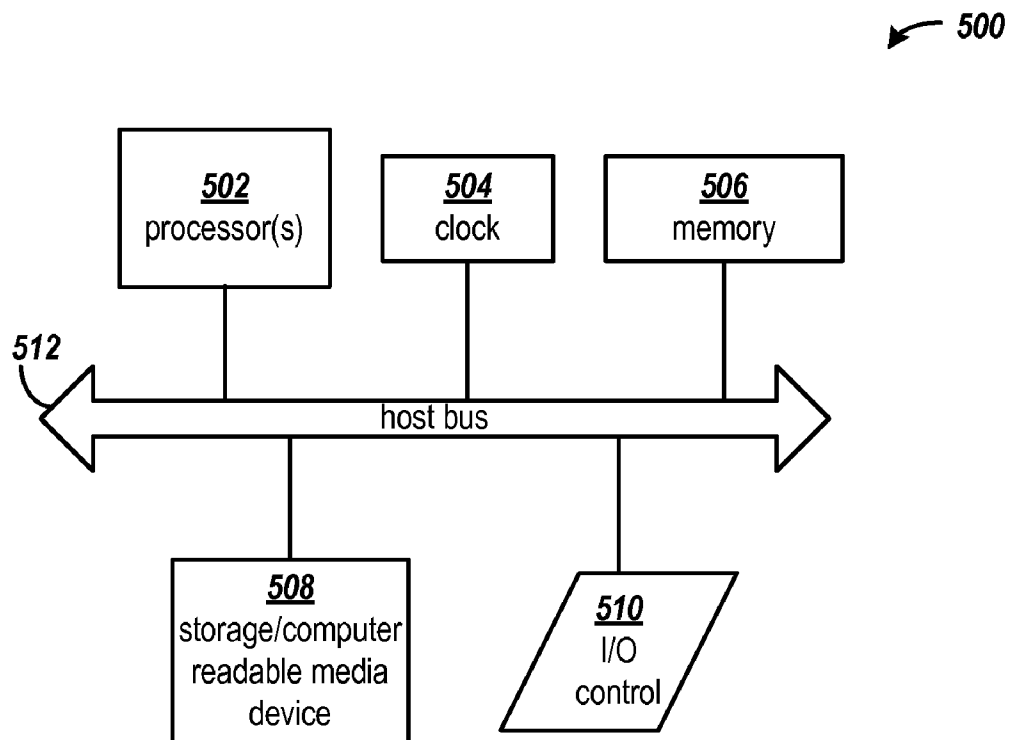 500
502
processor(s)
504
clock
506
memory
512
host bus
508
storage/computer
readable media
device
510
I/O
control